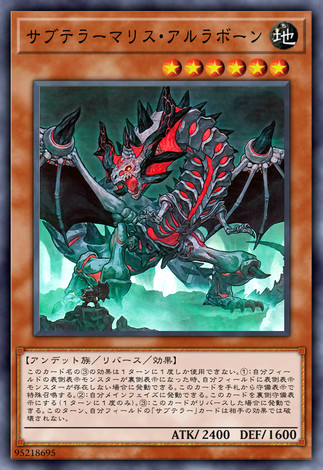 サブテラーマリス・アルラボーン
地
【アンデット族／リバース／効果】
このカード名の③の効果は１ターンに１度しか使用できない。①：自分フィ
ールドの表側表示モンスターが裏側表示になった時、自分フィールドに表側表示モ
ンスターが存在しない場合に発動できる。このカードを手札から守備表示で
特殊召喚する。②：自分メインフェイズに発動できる。このカードを裏側守備表
示にする（１ターンに１度のみ）。③：このカードがリバースした場合に発動で
きる。このターン、自分フィールドの「サブテラー」カードは相手の効果では破
壊されない。
ATK/ 2400 DEF/1600
95218695